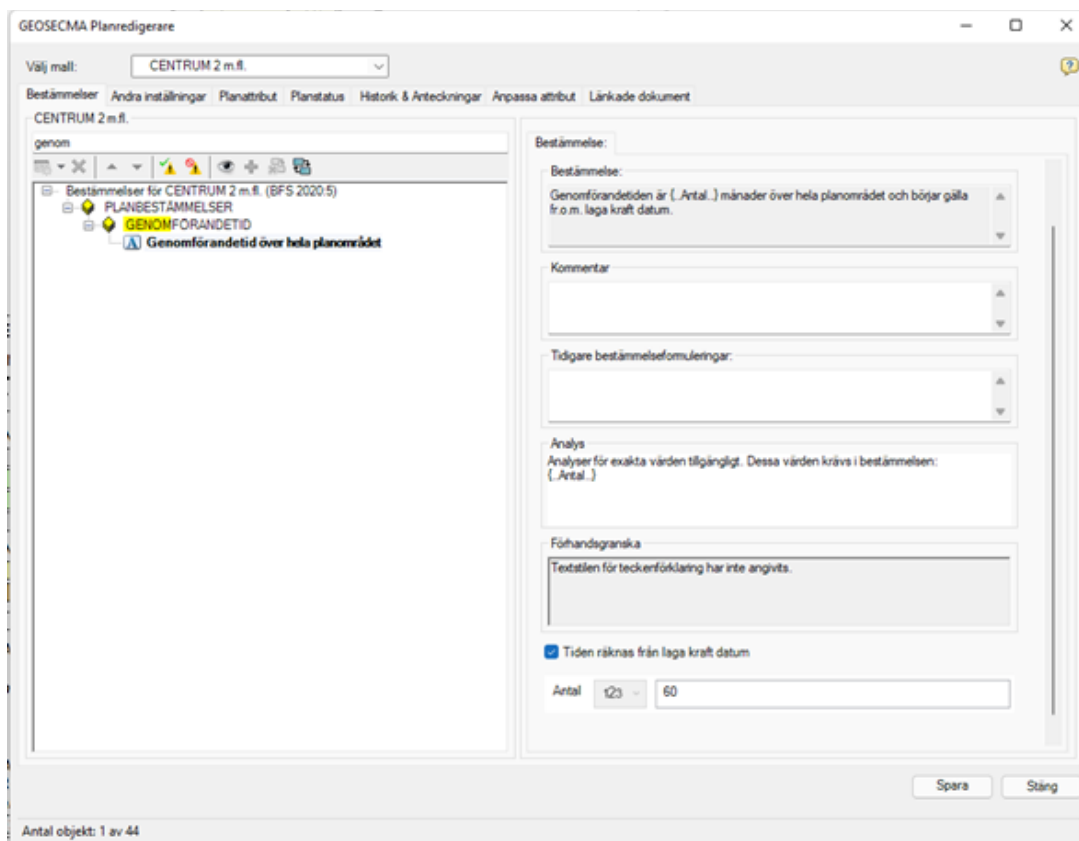 GEOSECMA Planredigerare
Välj mall: CENTRUM 2 m.fl.
Bestämmelser Andra inställningar Planattribut Planstatus Historik & Anteckningar Anpassa attribut Länkade dokument
CENTRUM 2 m.fl.
genom
Bestämmelser för CENTRUM 2 m.fl. (BFS 2020:5)
PLANBESTÄMMELSER
GENOMFÖRANDETID
Genomförandetid över hela planområdet
Bestämmelse:
Bestämmelse:
Genomförandetiden är {..Antal..} månader över hela planområdet och börjar gälla
fr.o.m. laga kraft datum.
Kommentar
Tidigare bestämmelseformuleringar:
Analys
Analyser för exakta värden tillgängligt. Dessa värden krävs i bestämmelsen:
{..Antal..}
Förhandsgranska
Textstilen för teckenförklaring har inte angivits.
Tiden räknas från laga kraft datum
Antal 123 60
Spara Stäng
Antal objekt: 1 av 44